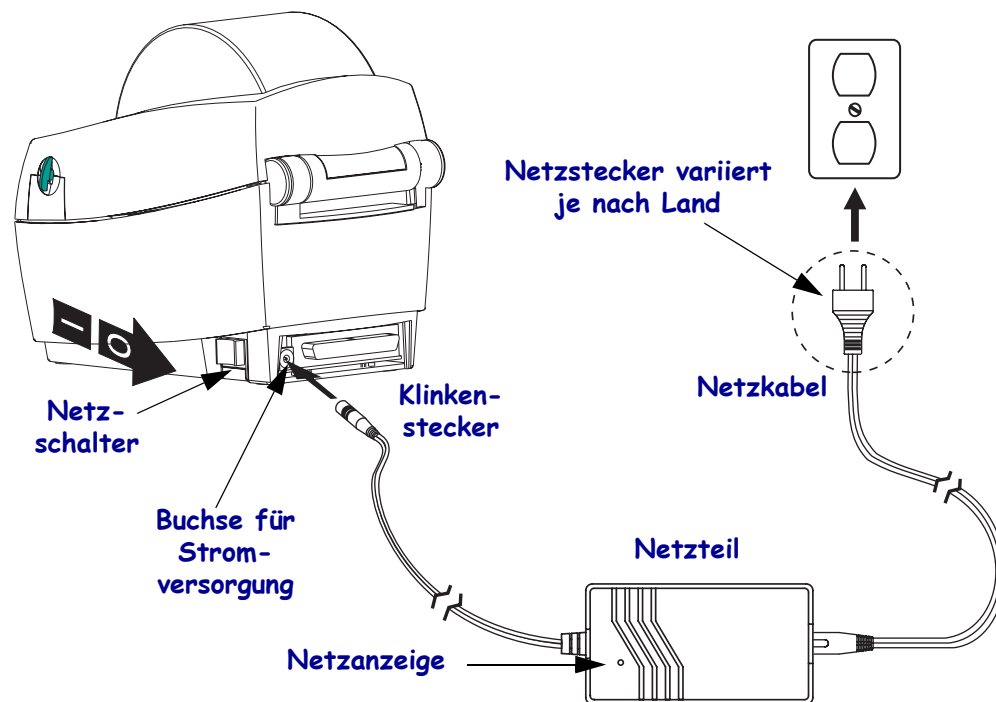 Netzstecker variiert
je nach Land
Netzkabel
Klinken-
stecker
Netz-
schalter
Buchse für
Strom-
versorgung
Netzteil
Netzanzeige